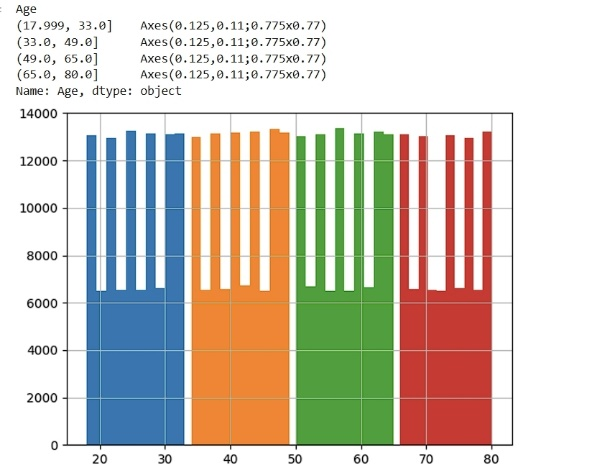 Age
(17.999, 33.0] Axes(0.125,0.11;0.775x0.77)
(33.0, 49.0] Axes(0.125,0.11;0.775x0.77)
(49.0, 65.0] Axes(0.125,0.11;0.775x0.77)
(65.0, 80.0] Axes(0.125,0.11;0.775x0.77)
Name: Age, dtype: object
14000
12000
10000
8000
6000
4000
2000
0
20 30 40 50 60 70 80